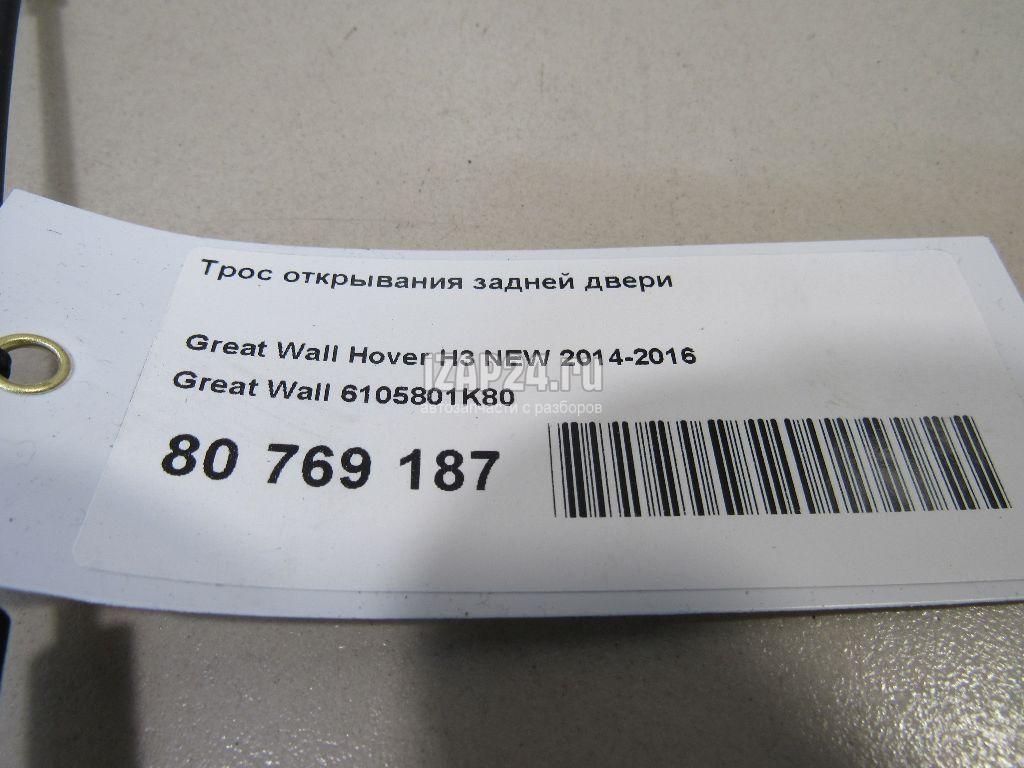 Трос открывания задней двери
Great Wall Hover H3 NEW 2014-2016
Great Wall 6105801K80
80 769 187
iZAP24.ru
автозапчасти с разборов